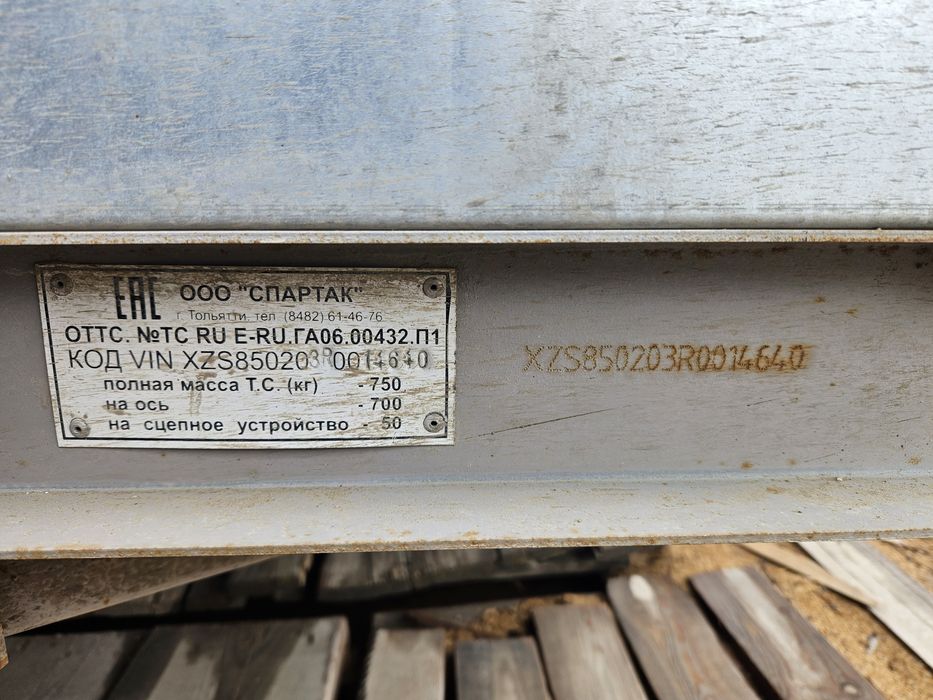 ЕАС ООО "СПАРТАК"
г. Тольятти, тел. (8482) 61-46-76
ОТТС. №ТС RU Е-RU.ГА06.00432.П1
КОД VIN XZS850203R0014640
полная масса Т.С. (кг) - 750
на ось - 700
на сцепное устройство - 50
XZS850203R0014640